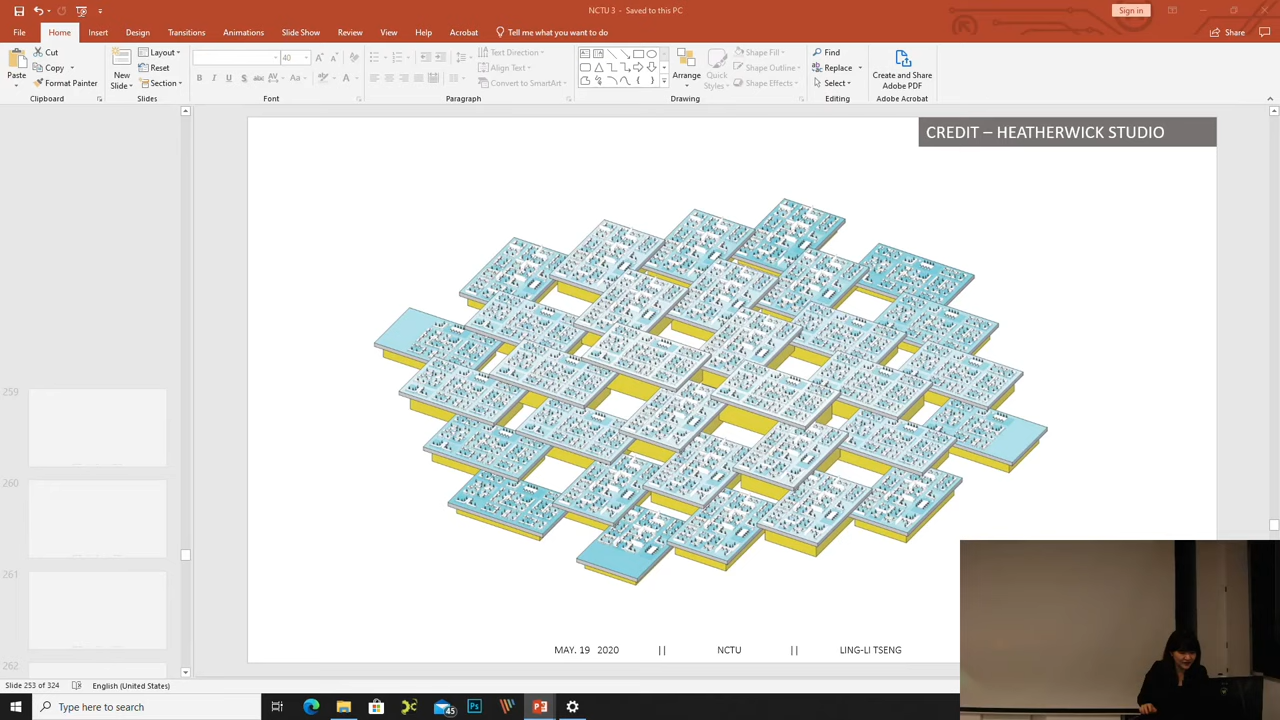 NCTU 3 - Saved to this PC
Sign in
File Home Insert Design Transitions Animations Slide Show Review View Help Acrobat Tell me what you want to do Share
Paste
Cut
Copy
Format Painter
Clipboard
New
Slide
Layout
Reset
Section
Slides
40
B I U S abc AV Aa A
Font
Text Direction
Align Text
Convert to SmartArt
Paragraph
Arrange
Quick
Styles
Shape Fill
Shape Outline
Shape Effects
Drawing
Find
Replace
Select
Editing
Create and Share
Adobe PDF
Adobe Acrobat
259
260
261
262
CREDIT – HEATHERWICK STUDIO
MAY. 19 2020 || NCTU || LING-LI TSENG
Slide 253 of 324 English (United States)
Type here to search
45